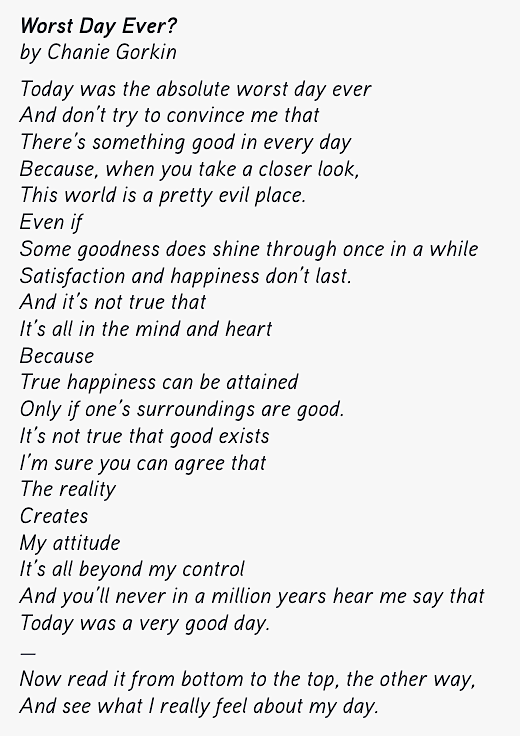 Worst Day Ever?
by Chanie Gorkin
Today was the absolute worst day ever
And don't try to convince me that
There's something good in every day
Because, when you take a closer look,
This world is a pretty evil place.
Even if
Some goodness does shine through once in a while
Satisfaction and happiness don't last.
And it's not true that
It's all in the mind and heart
Because
True happiness can be attained
Only if one's surroundings are good.
It's not true that good exists
I'm sure you can agree that
The reality
Creates
My attitude
It's all beyond my control
And you'll never in a million years hear me say that
Today was a very good day.
—
Now read it from bottom to the top, the other way,
And see what I really feel about my day.